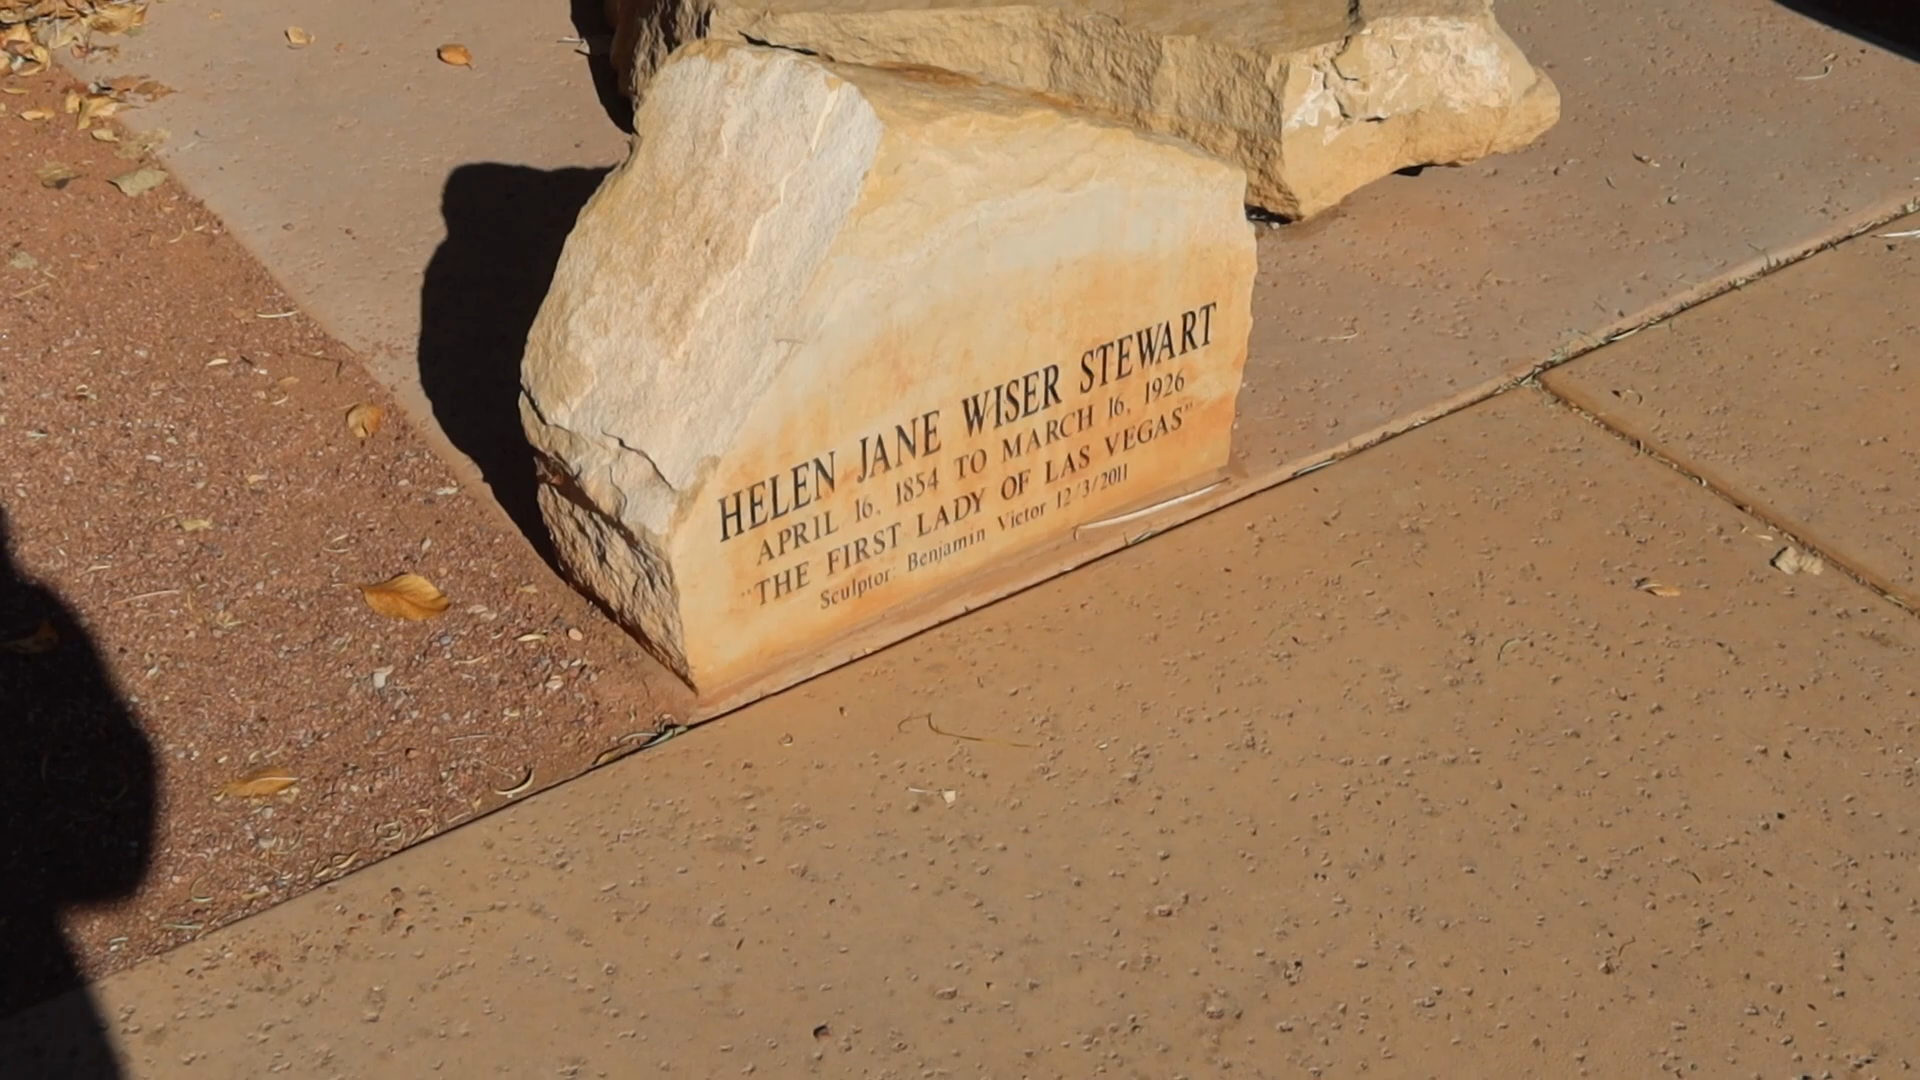 HELEN JANE WISER STEWART
APRIL 16, 1854 TO MARCH 16, 1926
"THE FIRST LADY OF LAS VEGAS"
Sculptor: Benjamin Victor 12/3/2011